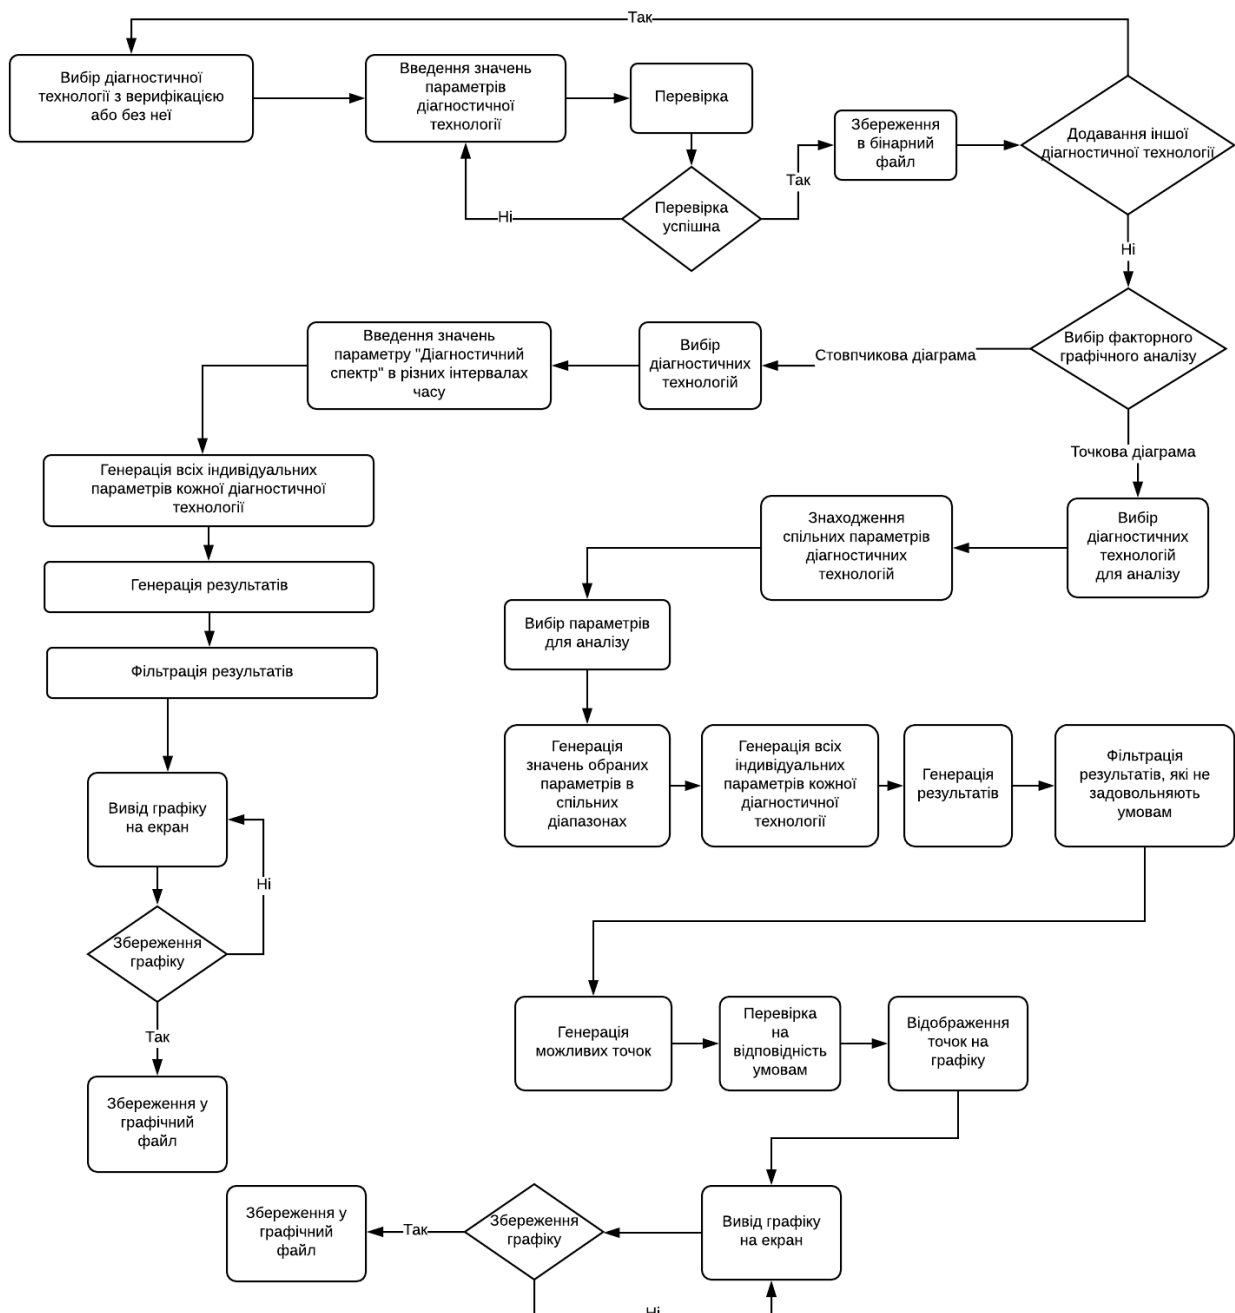 Так
Вибір діагностичної
технології з верифікацією
або без неї
Введення значень
параметрів
діагностичної
технології
Перевірка
Збереження
в бінарний
файл
Додавання іншої
діагностичної технології
Так
Перевірка
успішна
Ні
Ні
Вибір факторного
графічного аналізу
Стовпчикова діаграма
Вибір
діагностичних
технологій
Введення значень
параметру "Діагностичний
спектр" в різних інтервалах
часу
Точкова діаграма
Генерація всіх індивідуальних
параметрів кожної діагностичної
технології
Генерація результатів
Фільтрація результатів
Вивід графіку
на екран
Ні
Збереження
графіку
Так
Збереження у
графічний
файл
Вибір
діагностичних
технологій
для аналізу
Знаходження
спільних параметрів
діагностичних
технологій
Вибір параметрів
для аналізу
Генерація
значень обраних
параметрів в
спільних
діапазонах
Генерація всіх
індивідуальних
параметрів кожної
діагностичної
технології
Генерація
результатів
Фільтрація
результатів, які не
задовольняють
умовам
Генерація
можливих точок
Перевірка
на
відповідність
умовам
Відображення
точок на
графіку
Вивід графіку
на екран
Збереження
графіку
Так
Збереження у
графічний
файл
Ні